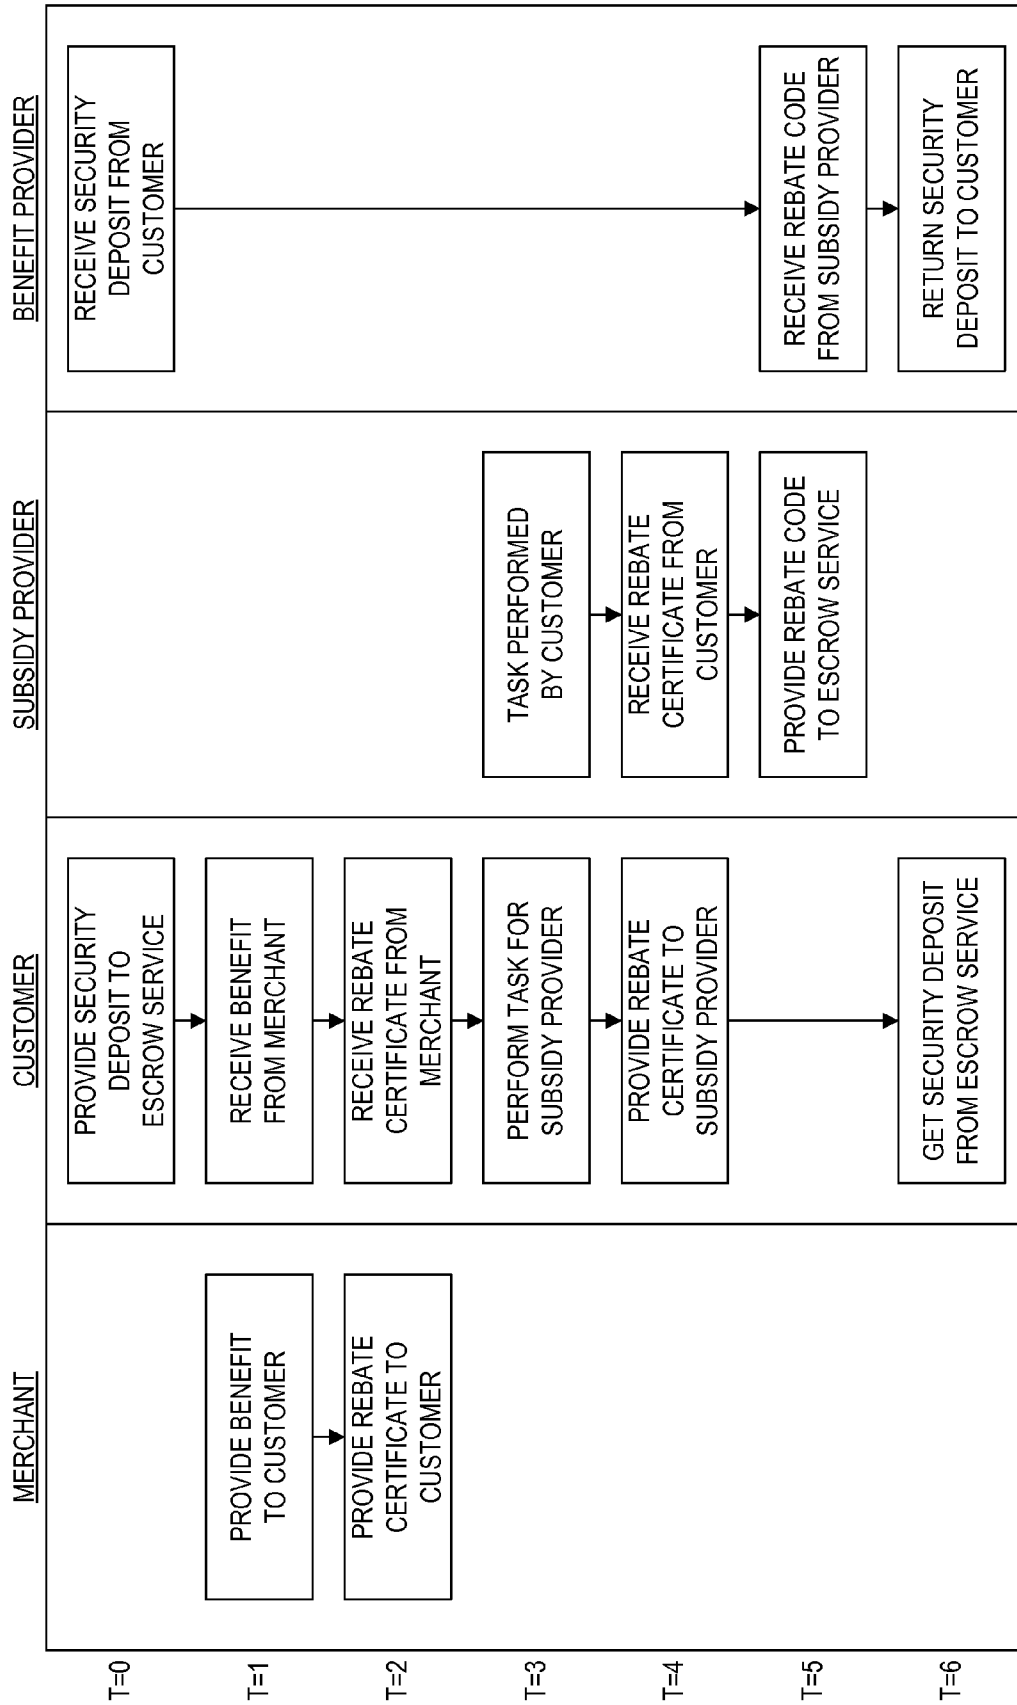 MERCHANT
CUSTOMER
SUBSIDY PROVIDER
BENEFIT PROVIDER
T=0
PROVIDE SECURITY
DEPOSIT TO
ESCROW SERVICE
RECEIVE SECURITY
DEPOSIT FROM
CUSTOMER
T=1
PROVIDE BENEFIT
TO CUSTOMER
RECEIVE BENEFIT
FROM MERCHANT
T=2
PROVIDE REBATE
CERTIFICATE TO
CUSTOMER
RECEIVE REBATE
CERTIFICATE FROM
MERCHANT
T=3
PERFORM TASK FOR
SUBSIDY PROVIDER
TASK PERFORMED
BY CUSTOMER
T=4
PROVIDE REBATE
CERTIFICATE TO
SUBSIDY PROVIDER
RECEIVE REBATE
CERTIFICATE FROM
CUSTOMER
T=5
PROVIDE REBATE CODE
TO ESCROW SERVICE
RECEIVE REBATE CODE
FROM SUBSIDY PROVIDER
T=6
GET SECURITY DEPOSIT
FROM ESCROW SERVICE
RETURN SECURITY
DEPOSIT TO CUSTOMER